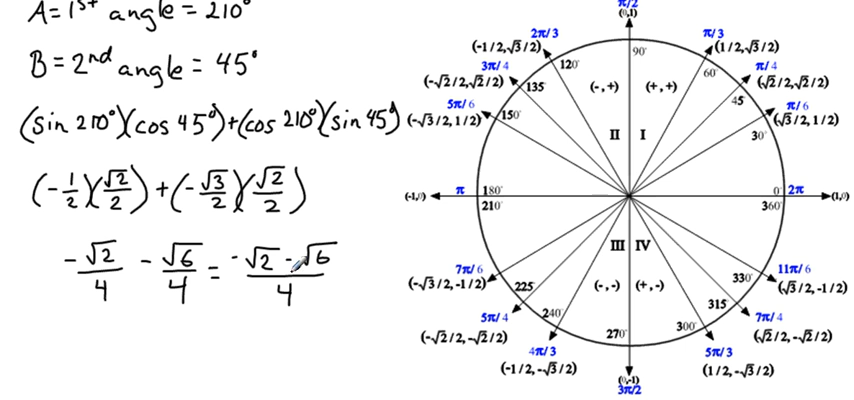 A = 1st angle = 210°
B = 2nd angle = 45°
(sin 210°)(cos 45°)+(cos 210°)(sin 45°)
(-1/2)(√2/2) + (-√3/2)(√2/2)
-√2/4 - √6/4 = -√2 - √6/4
π/2
(0,1)
90°
2π/3
(-1/2,√3/2)
120°
3π/4
(-√2/2,√2/2)
135°
5π/6
(-√3/2, 1/2)
150°
π/3
(1/2,√3/2)
60°
π/4
(√2/2,√2/2)
45°
π/6
(√3/2, 1/2)
30°
(-,+)
(+,+)
II
I
(-1,0)
π
180°
210°
0°
360°
2π
(1,0)
III
IV
(-,-)
(+,-)
7π/6
(-√3/2, -1/2)
225°
5π/4
(-√2/2, -√2/2)
240°
4π/3
(-1/2, -√3/2)
270°
(0,-1)
3π/2
300°
5π/3
(1/2, -√3/2)
315°
7π/4
(√2/2, -√2/2)
330°
11π/6
(√3/2, -1/2)